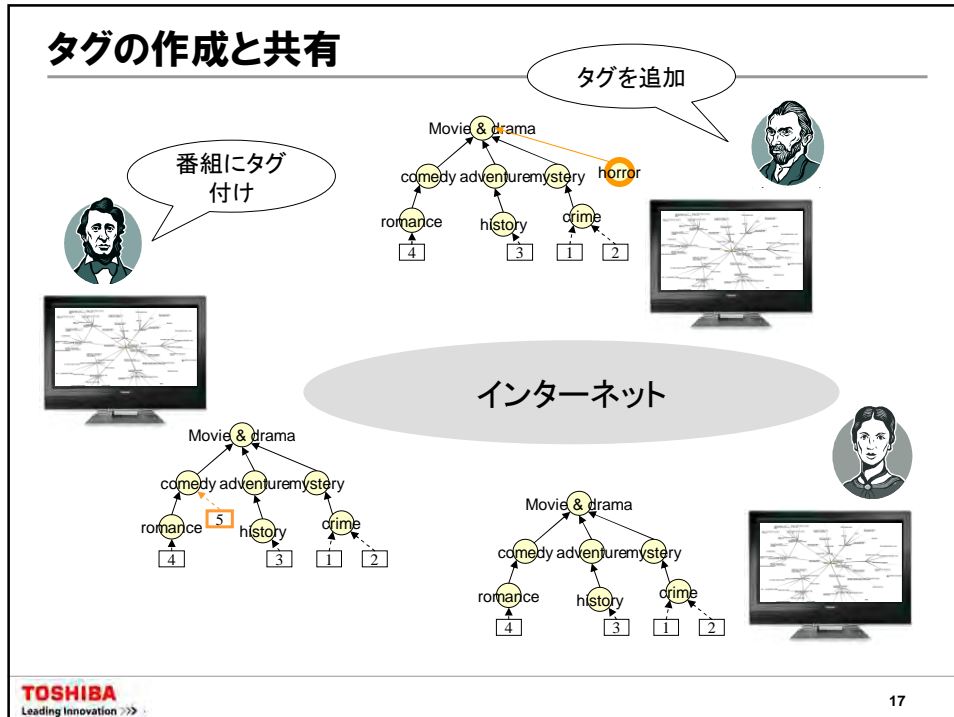 タグの作成と共有
タグを追加
番組にタグ
付け
Movie & drama
comedy adventure mystery horror
romance history crime
4 3 1 2
インターネット
Movie & drama
comedy adventure mystery
romance 5 history crime
4 3 1 2
Movie & drama
comedy adventure mystery
romance history crime
4 3 1 2
TOSHIBA
Leading Innovation >>>
17